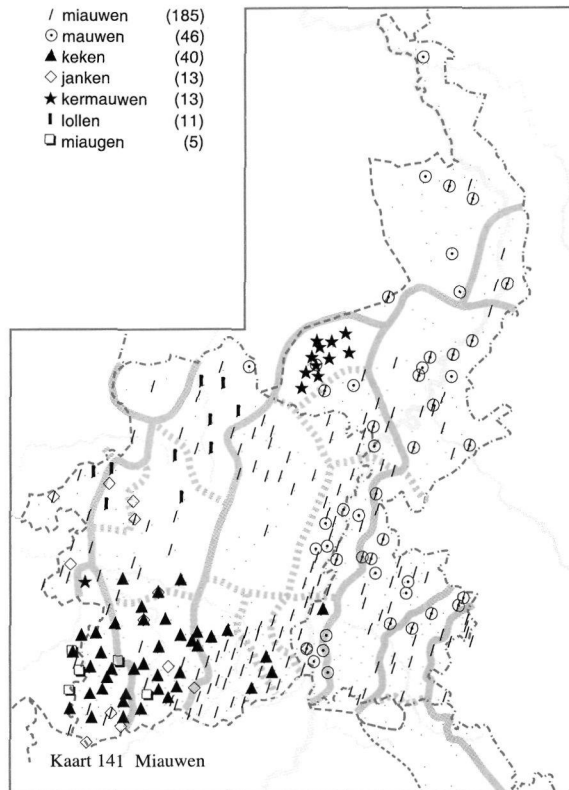 miauwen (185)
mauwen (46)
keken (40)
janken (13)
kermauwen (13)
lollen (11)
miaugen (5)
Kaart 141 Miauwen